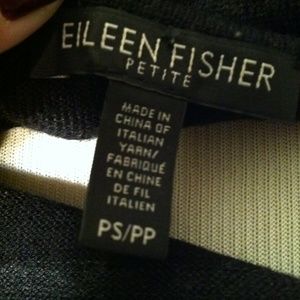 EILEEN FISHER
PETITE
MADE IN
CHINA OF
ITALIAN
YARN/
FABRIQUÉ
EN CHINE
DE FIL
ITALIEN
PS/PP